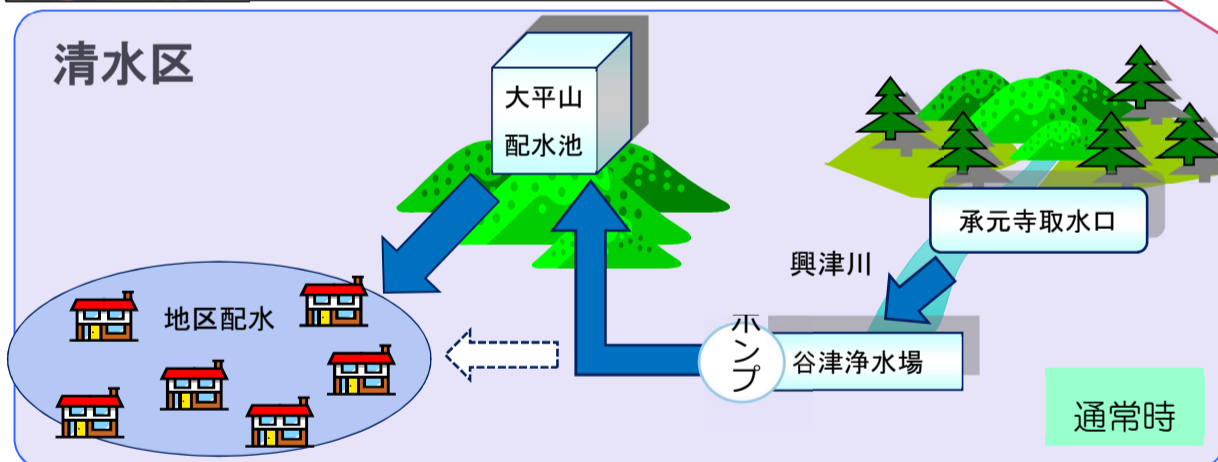 清水区
大平山
配水池
承元寺取水口
興津川
地区配水
ポンプ
谷津浄水場
通常時